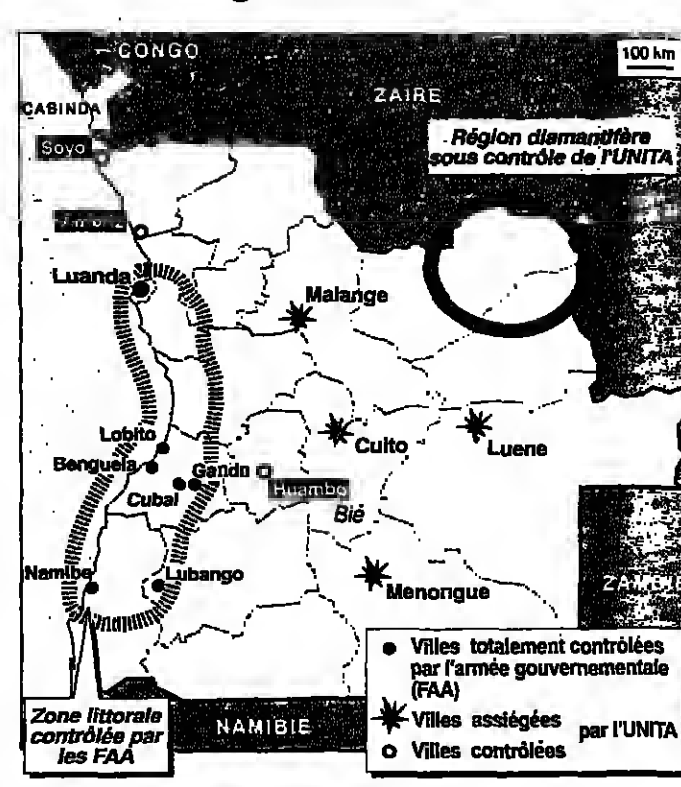 CONGO
100 km
ZAIRE
CABINDA
Région diamantifère
sous contrôle de l'UNITA
Soyo
Luanda
Malange
Lobito
Cuito
Luene
Benguela
Ganda
Cubal
Huambo
Bié
Namibe
Lubango
Menongue
Villes totalement contrôlées
par l'armée gouvernementale
(FAA)
Zone littorale
contrôlée par
les FAA
NAMIBIE
Villes assiégées
par l'UNITA
Villes contrôlées